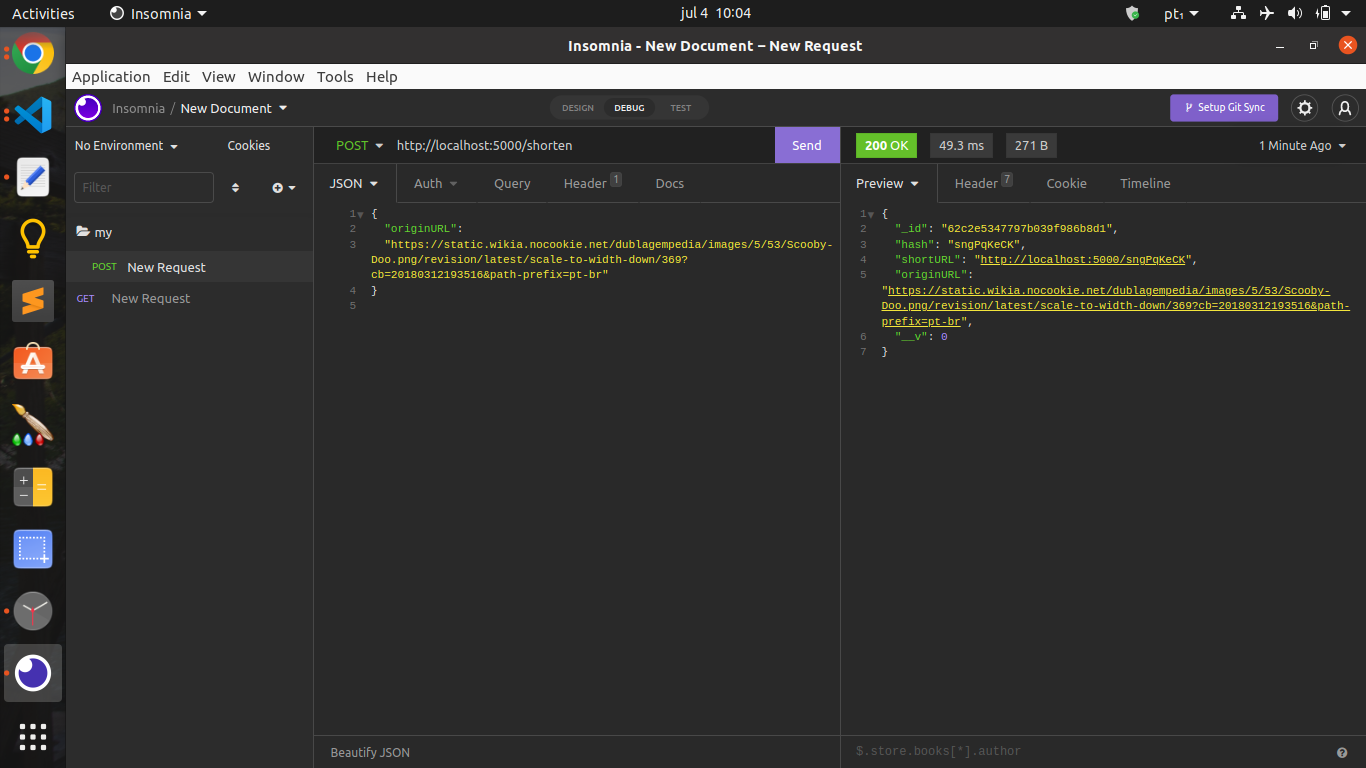 Activities Insomnia jul 4 10:04 pt₁
Insomnia - New Document – New Request
Application Edit View Window Tools Help
Insomnia / New Document DESIGN DEBUG TEST Setup Git Sync
No Environment Cookies POST http://localhost:5000/shorten Send 200 OK 49.3 ms 271 B 1 Minute Ago
Filter
my
POST New Request
GET New Request
JSON Auth Query Header 1 Docs
1 {
2 "originURL":
3 "https://static.wikia.nocookie.net/dublagempedia/images/5/53/Scooby-
Doo.png/revision/latest/scale-to-width-down/369?
cb=20180312193516&path-prefix=pt-br"
4 }
5
Beautify JSON
Preview Header 7 Cookie Timeline
1 {
2 "_id": "62c2e5347797b039f986b8d1",
3 "hash": "sngPqKeCK",
4 "shortURL": "http://localhost:5000/sngPqKeCK",
5 "originURL":
"https://static.wikia.nocookie.net/dublagempedia/images/5/53/Scooby-
Doo.png/revision/latest/scale-to-width-down/369?cb=20180312193516&path-
prefix=pt-br",
6 "__v": 0
7 }
$.store.books[*].author